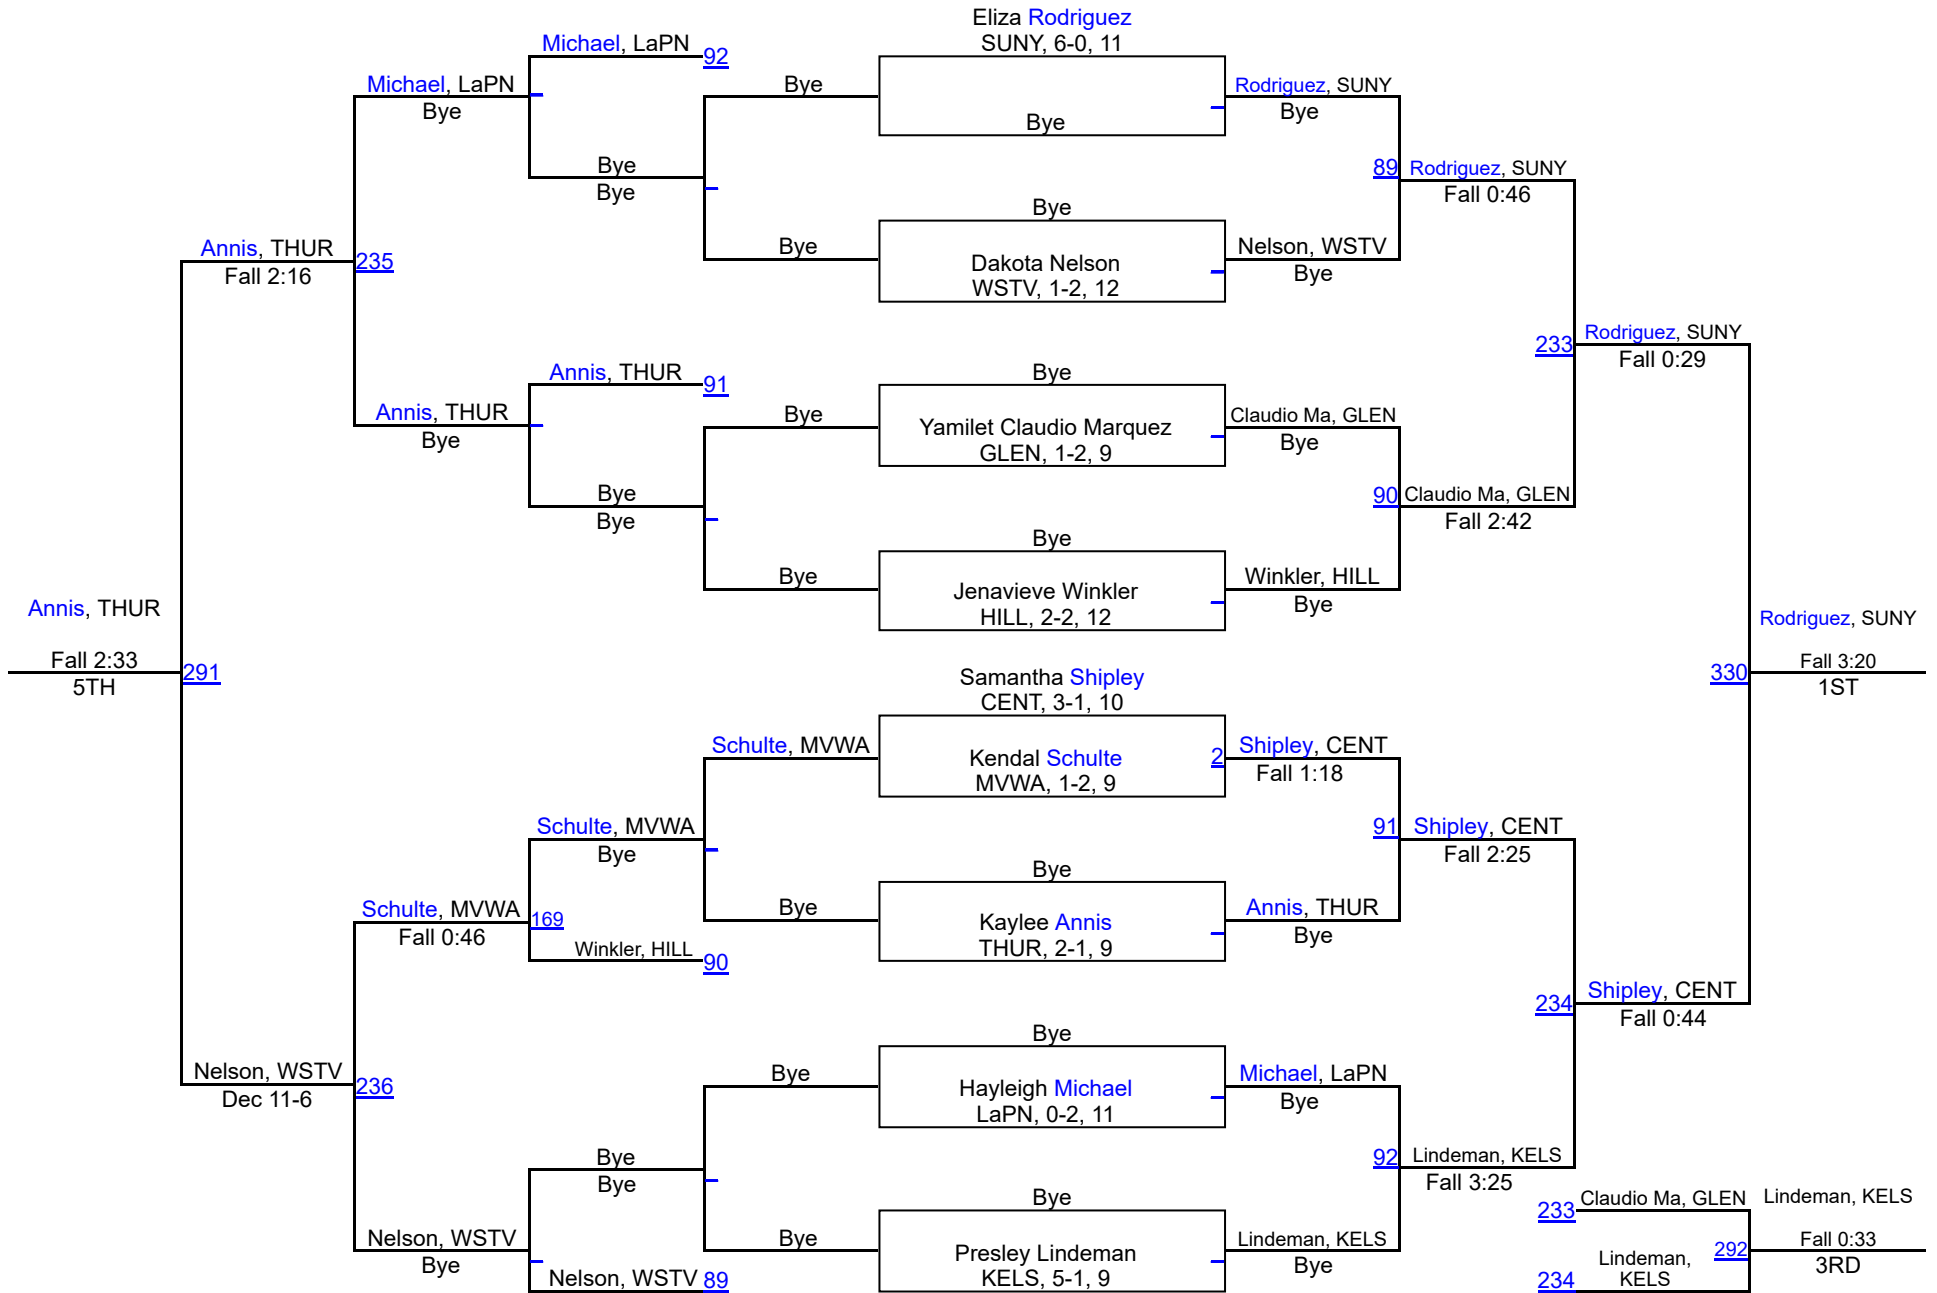 Eliza Rodriguez
SUNY, 6-0, 11
Michael, LaPN
92
Michael, LaPN
Bye
Bye
Bye
Rodriguez, SUNY
Bye
Bye
Bye
89
Rodriguez, SUNY
Fall 0:46
Bye
Annis, THUR
Fall 2:16
235
Bye
Dakota Nelson
WSTV, 1-2, 12
Nelson, WSTV
Bye
233
Rodriguez, SUNY
Fall 0:29
Annis, THUR
91
Bye
Annis, THUR
Bye
Bye
Yamilet Claudio Marquez
GLEN, 1-2, 9
Claudio Ma, GLEN
Bye
Bye
Bye
90
Claudio Ma, GLEN
Fall 2:42
Bye
Bye
Jenavieve Winkler
HILL, 2-2, 12
Winkler, HILL
Bye
Annis, THUR
Fall 2:33
5TH
291
Rodriguez, SUNY
330
Fall 3:20
1ST
Samantha Shipley
CENT, 3-1, 10
Schulte, MVWA
Kendal Schulte
MVWA, 1-2, 9
2
Shipley, CENT
Fall 1:18
Schulte, MVWA
Bye
91
Shipley, CENT
Fall 2:25
Bye
Schulte, MVWA
Fall 0:46
169
Bye
Kaylee Annis
THUR, 2-1, 9
Annis, THUR
Bye
Winkler, HILL
90
234
Shipley, CENT
Fall 0:44
Bye
Nelson, WSTV
Dec 11-6
236
Bye
Hayleigh Michael
LaPN, 0-2, 11
Michael, LaPN
Bye
Bye
Bye
92
Lindeman, KELS
Fall 3:25
Bye
233
Claudio Ma, GLEN
Lindeman, KELS
Nelson, WSTV
Bye
Bye
Presley Lindeman
KELS, 5-1, 9
Lindeman, KELS
Bye
292
Fall 0:33
3RD
Nelson, WSTV
89
234
Lindeman,
KELS